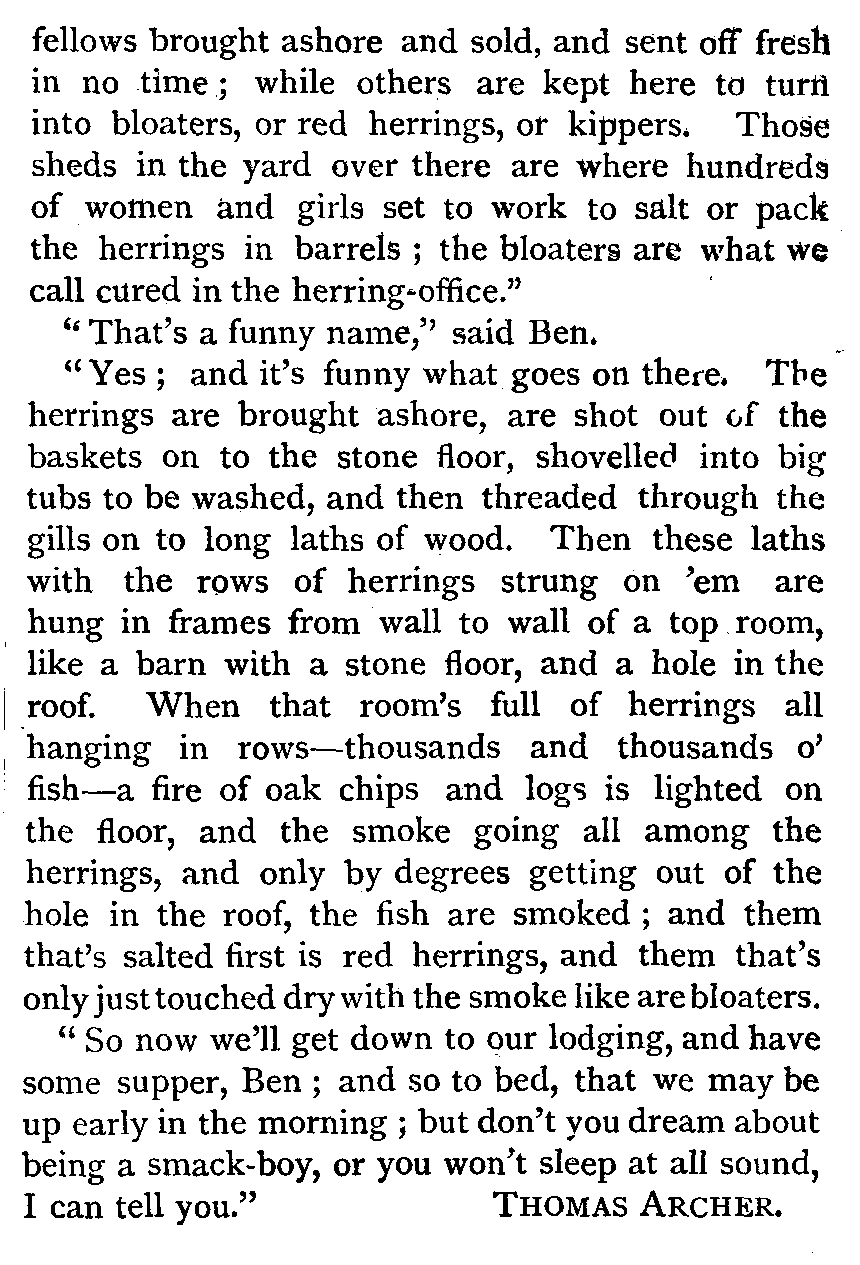 fellows brought ashore and sold, and sent off fresh
in no time ; while others are kept here to turn
into bloaters, or red herrings, or kippers. Those
sheds in the yard over there are where hundreds
of women and girls set to work to salt or pack
the herrings in barrels ; the bloaters are what we
call cured in the herring-office.”
“ That’s a funny name,” said Ben.
“ Yes ; and it’s funny what goes on there. The
herrings are brought ashore, are shot out of the
baskets on to the stone floor, shovelled into big
tubs to be washed, and then threaded through the
gills on to long laths of wood. Then these laths
with the rows of herrings strung on ’em are
hung in frames from wall to wall of a top room,
like a barn with a stone floor, and a hole in the
roof. When that room’s full of herrings all
hanging in rows—thousands and thousands o’
fish—a fire of oak chips and logs is lighted on
the floor, and the smoke going all among the
herrings, and only by degrees getting out of the
hole in the roof, the fish are smoked ; and them
that’s salted first is red herrings, and them that’s
only just touched dry with the smoke like are bloaters.
“ So now we’ll get down to our lodging, and have
some supper, Ben ; and so to bed, that we may be
up early in the morning ; but don’t you dream about
being a smack-boy, or you won’t sleep at all sound,
I can tell you.” THOMAS ARCHER.